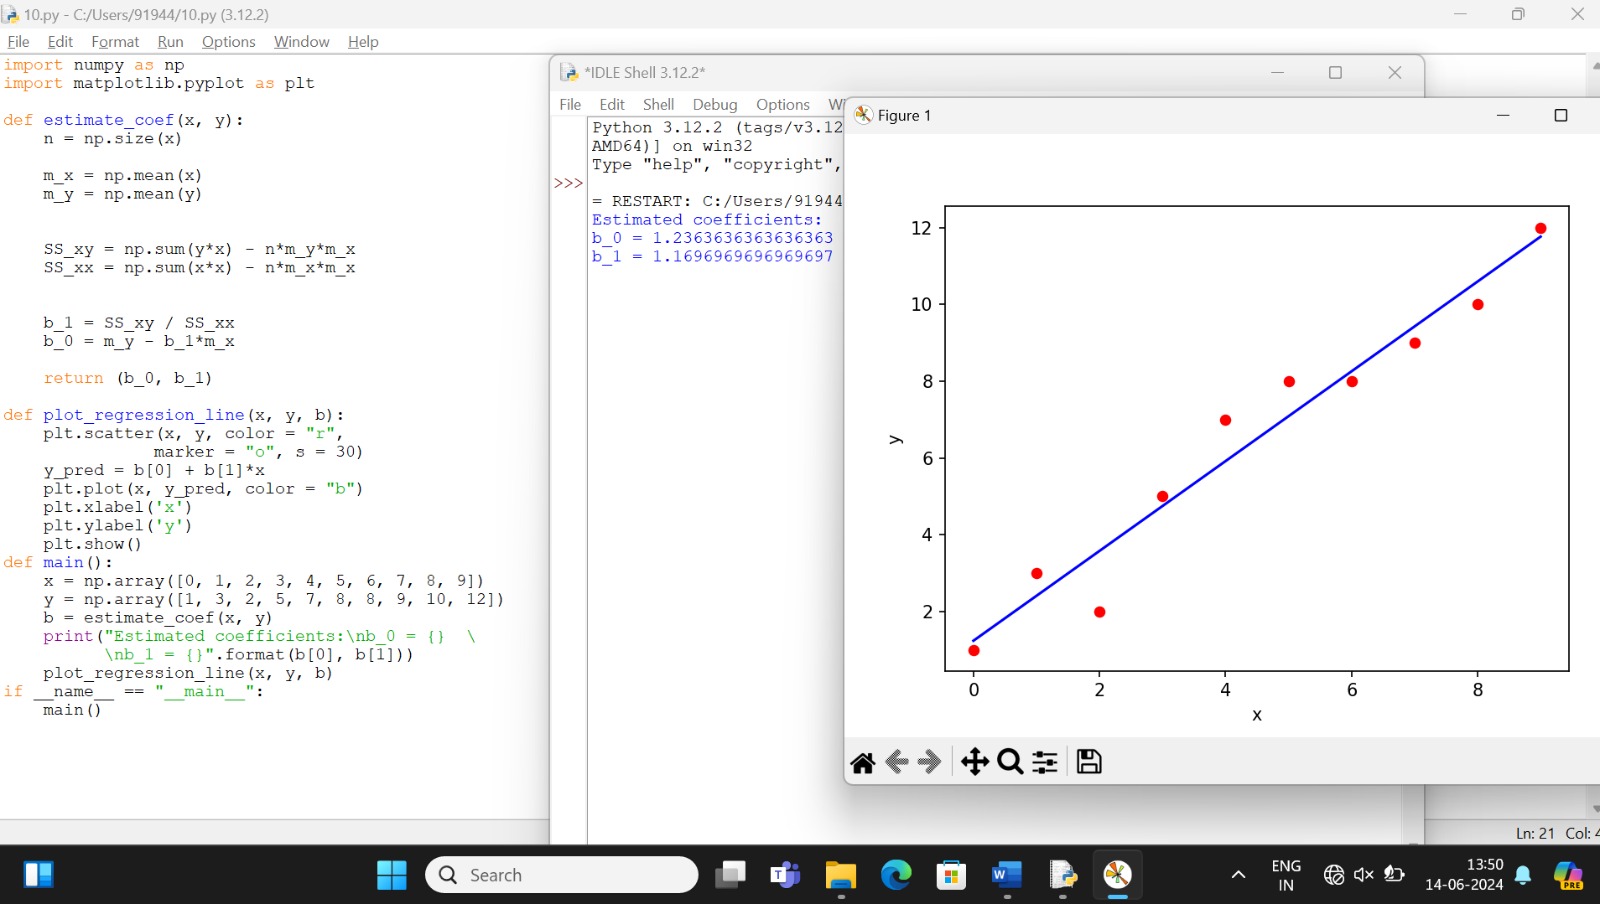 10.py - C:/Users/91944/10.py (3.12.2)
File Edit Format Run Options Window Help
import numpy as np
import matplotlib.pyplot as plt
def estimate_coef(x, y):
    n = np.size(x)
    m_x = np.mean(x)
    m_y = np.mean(y)
    SS_xy = np.sum(y*x) - n*m_y*m_x
    SS_xx = np.sum(x*x) - n*m_x*m_x
    b_1 = SS_xy / SS_xx
    b_0 = m_y - b_1*m_x
    return (b_0, b_1)
def plot_regression_line(x, y, b):
    plt.scatter(x, y, color = "r",
               marker = "o", s = 30)
    y_pred = b[0] + b[1]*x
    plt.plot(x, y_pred, color = "b")
    plt.xlabel('x')
    plt.ylabel('y')
    plt.show()
def main():
    x = np.array([0, 1, 2, 3, 4, 5, 6, 7, 8, 9])
    y = np.array([1, 3, 2, 5, 7, 8, 8, 9, 10, 12])
    b = estimate_coef(x, y)
    print("Estimated coefficients:\nb_0 = {}  \
          \nb_1 = {}".format(b[0], b[1]))
    plot_regression_line(x, y, b)
if __name__ == "__main__":
    main()
*IDLE Shell 3.12.2*
File Edit Shell Debug Options
Python 3.12.2 (tags/v3.12
AMD64)] on win32
Type "help", "copyright",
>>>
= RESTART: C:/Users/91944
Estimated coefficients:
b_0 = 1.2363636363636363
b_1 = 1.1696969696969697
Figure 1
12
10
8
6
4
2
y
0 2 4 6 8
x
Ln: 21 Col: 4
Search
ENG
IN
13:50
14-06-2024
PRE